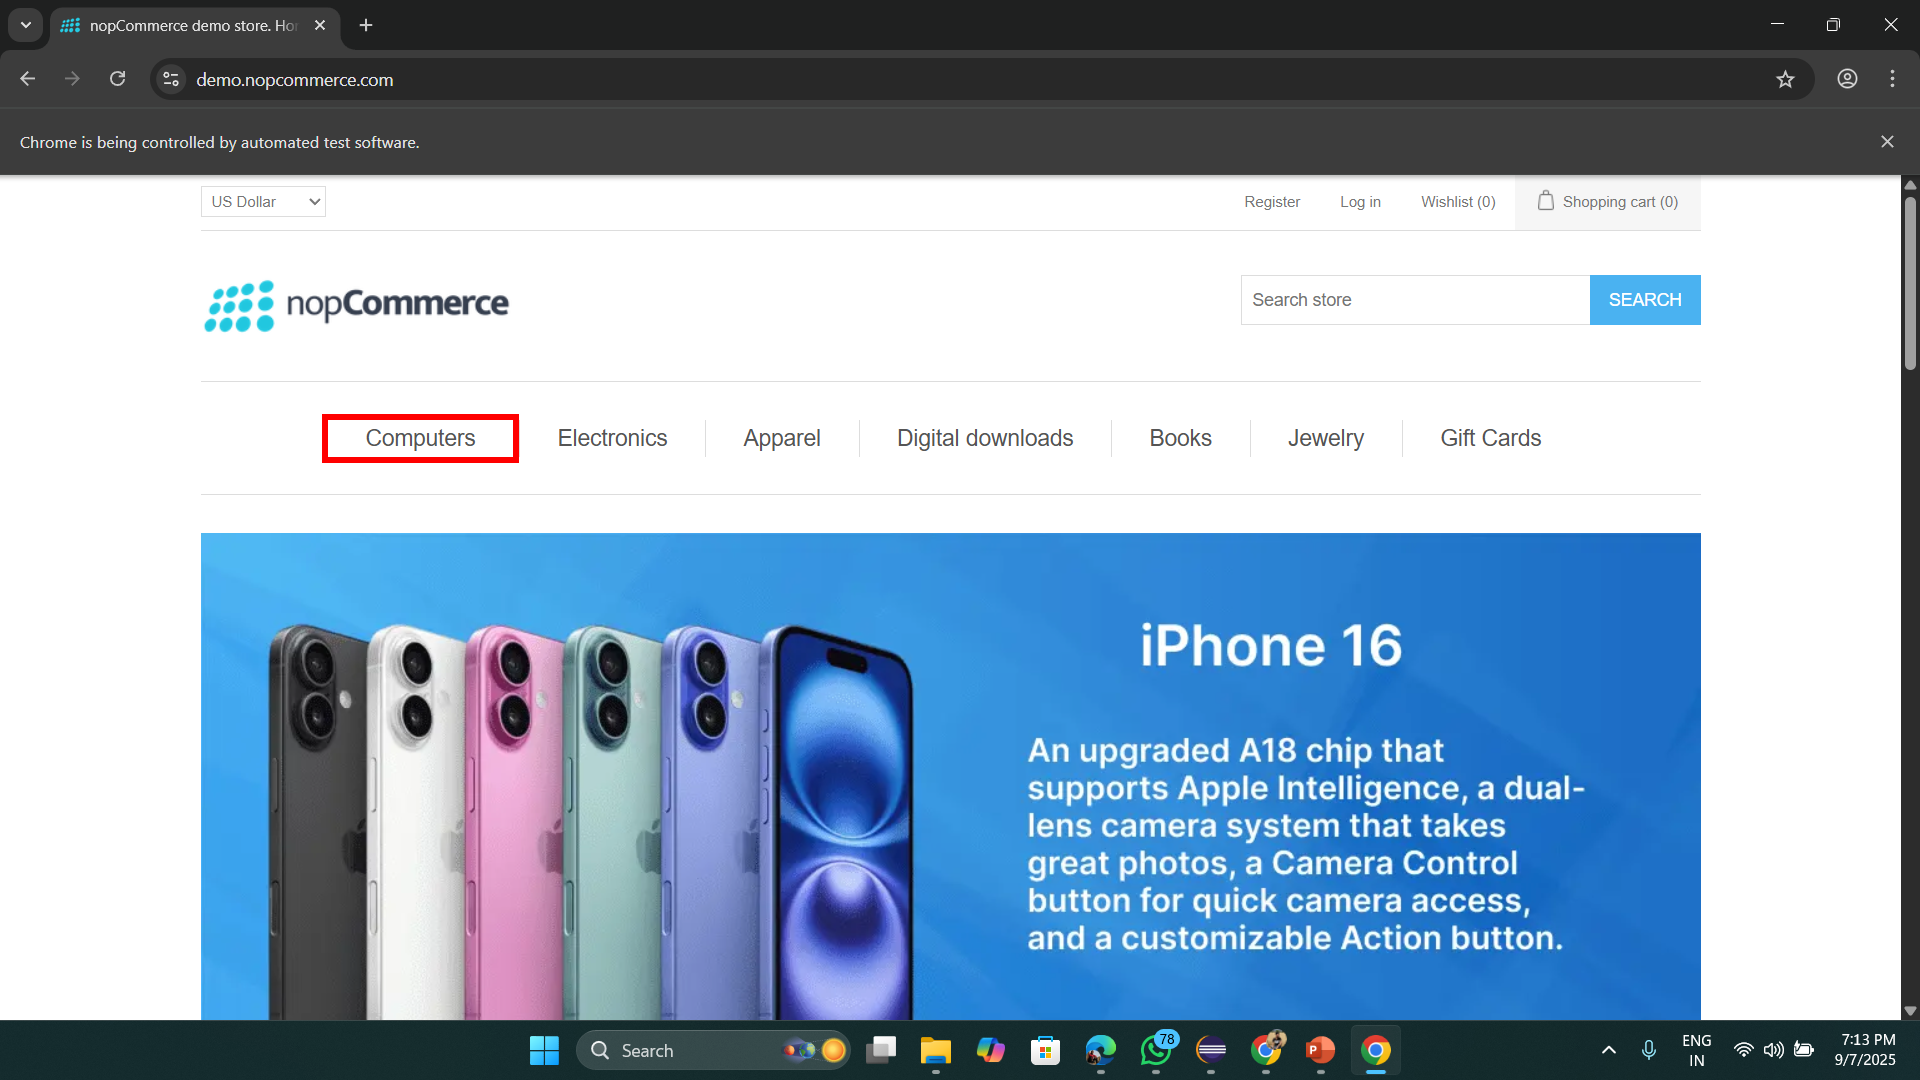 nopCommerce demo store. Hor
demo.nopcommerce.com
Chrome is being controlled by automated test software.
US Dollar
Register
Log in
Wishlist (0)
Shopping cart (0)
nopCommerce
Search store
SEARCH
Computers
Electronics
Apparel
Digital downloads
Books
Jewelry
Gift Cards
iPhone 16
An upgraded A18 chip that
supports Apple Intelligence, a dual-
lens camera system that takes
great photos, a Camera Control
button for quick camera access,
and a customizable Action button.
Search
78
ENG
IN
7:13 PM
9/7/2025